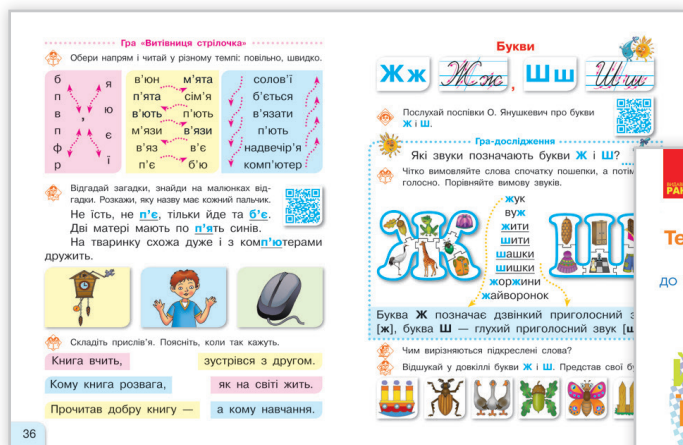 Гра «Витівниця стрілочка»
Обери напрям і читай у різному темпі: повільно, швидко.
б
п
в
п
ф
р
,
я
ю
є
ї
в'юн м'ята
п'ята сім'я
в'ють п'ють
м'язи в'язи
в'яз в'є
п'є б'ю
солов'ї
б'ється
в'язати
п'ють
надвечір'я
комп'ютер
Відгадай загадки, знайди на малюнках від-
гадки. Розкажи, яку назву має кожний пальчик.
Не їсть, не п'є, тільки йде та б'є.
Дві матері мають по п'ять синів.
На тваринку схожа дуже і з комп'ютерами
дружить.
Складіть прислів'я. Поясніть, коли так кажуть.
Книга вчить, зустрівся з другом.
Кому книга розвага, як на світі жить.
Прочитав добру книгу — а кому навчання.
36
Букви
Жж Жж, Шш Шш
Послухай поспівки О. Янушкевич про букви
Ж і Ш.
Гра-дослідження
Які звуки позначають букви Ж і Ш?
Чітко вимовляйте слова спочатку пошепки, а потім
голосно. Порівняйте вимову звуків.
Ж Ш
жук
вуж
жити
шити
шашки
шишки
жоржини
жайворонок
Буква Ж позначає дзвінкий приголосний
[ж], буква Ш — глухий приголосний звук [ш
Чим вирізняються підкреслені слова?
Відшукай у довкіллі букви Ж і Ш. Представ свої
РАН
Те
ДО